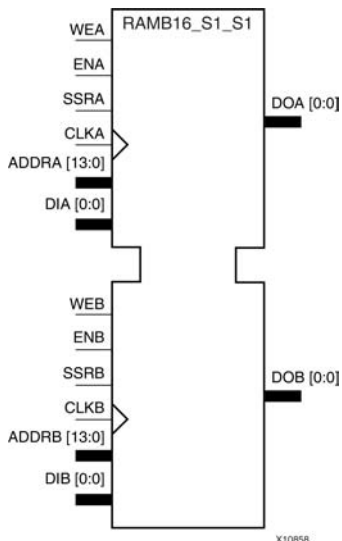 WEA
RAMB16_S1_S1
ENA
SSRA
DOA [0:0]
CLKA
ADDRA [13:0]
DIA [0:0]
WEB
ENB
SSRB
DOB [0:0]
CLKB
ADDRB [13:0]
DIB [0:0]
X10858